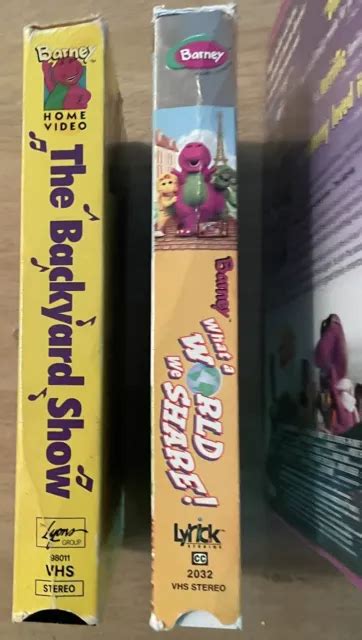 Barney
HOME
VIDEO
The Backyard Show
The
Lyons
GROUP
98011
VHS
STEREO
Barney
Barney
What a
WORLD
We
SHARE!
Lyrick
STUDIOS
CC
2032
VHS STEREO